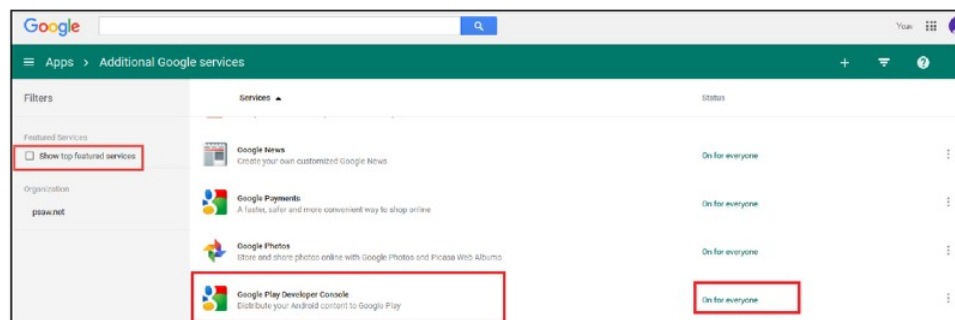 Google
You
Apps > Additional Google services
Filters
Services
Status
Featured Services
Show top featured services
Organization
psaw.net
Google News
Create your own customized Google News
On for everyone
Google Payments
A faster, safer and more convenient way to shop online
On for everyone
Google Photos
Store and share photos online with Google Photos and Picasa Web Albums
On for everyone
Google Play Developer Console
Distribute your Android content to Google Play
On for everyone